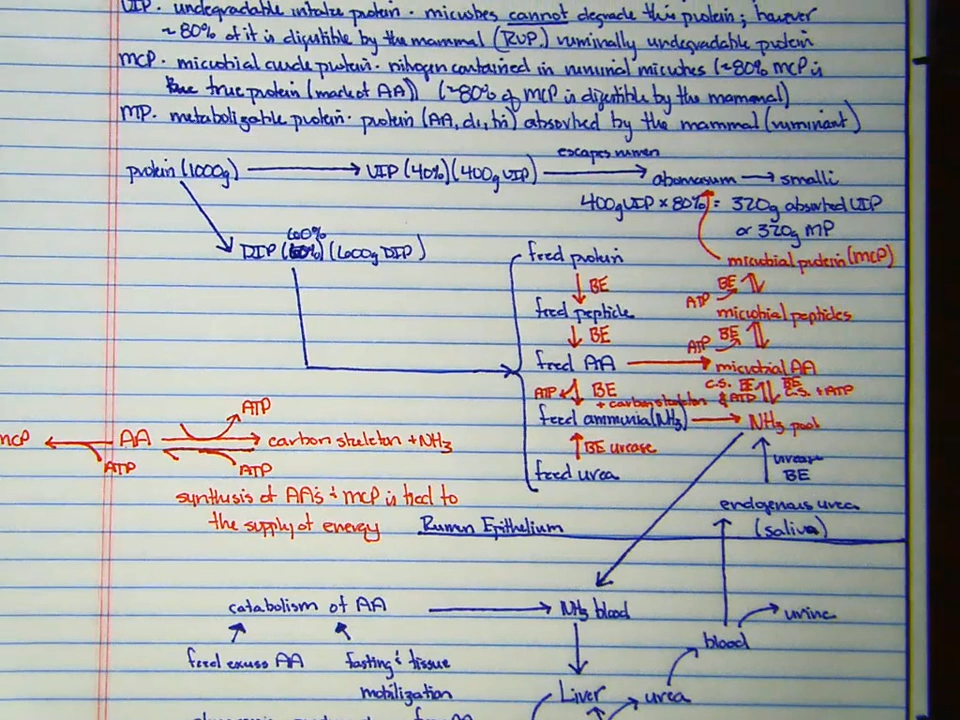 UIP. undegradable intake protein. microbes cannot degrade this protein; however
~80% of it is digestible by the mammal (RUP.) ruminally undegradable protein
MCP. microbial crude protein. nitrogen contained in ruminal microbes (~80% MCP is
true protein (mark of AA)) (~80% of MCP is digestible by the mammal)
MP. metabolizable protein. protein (AA, di, tri) absorbed by the mammal (ruminant)
escapes rumen
protein (1000g) → UIP (40%) (400g UIP) → abomasum → small i
400g UIP x 80% = 320g absorbed UIP
or 320g MP
60%
DIP (60%) (600g DIP)
feed protein
microbial protein (MCP)
↓ BE
ATP BE
feed peptide
microbial peptides
↓ BE
ATP BE
feed AA → microbial AA
ATP BE
+ carbon skeleton
C.S. BE & ATP
BE C.S. + ATP
feed ammonia (NH3) → NH3 pool
ATP
MCP ← AA carbon skeleton + NH3
ATP ATP
↑ BE urease
urease
BE
feed urea
synthesis of AA's & MCP is tied to
the supply of energy
endogenous urea
(saliva)
Rumen Epithelium
catabolism of AA → NH3 blood
urine
blood
feed excess AA
fasting & tissue
mobilization
Liver
urea